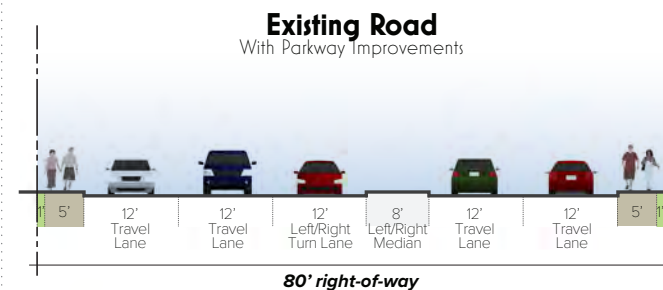 Existing Road
With Parkway Improvements
1'
5'
12'
Travel
Lane
12'
Travel
Lane
12'
Left/Right
Turn Lane
8'
Left/Right
Median
12'
Travel
Lane
12'
Travel
Lane
5'
1'
80' right-of-way